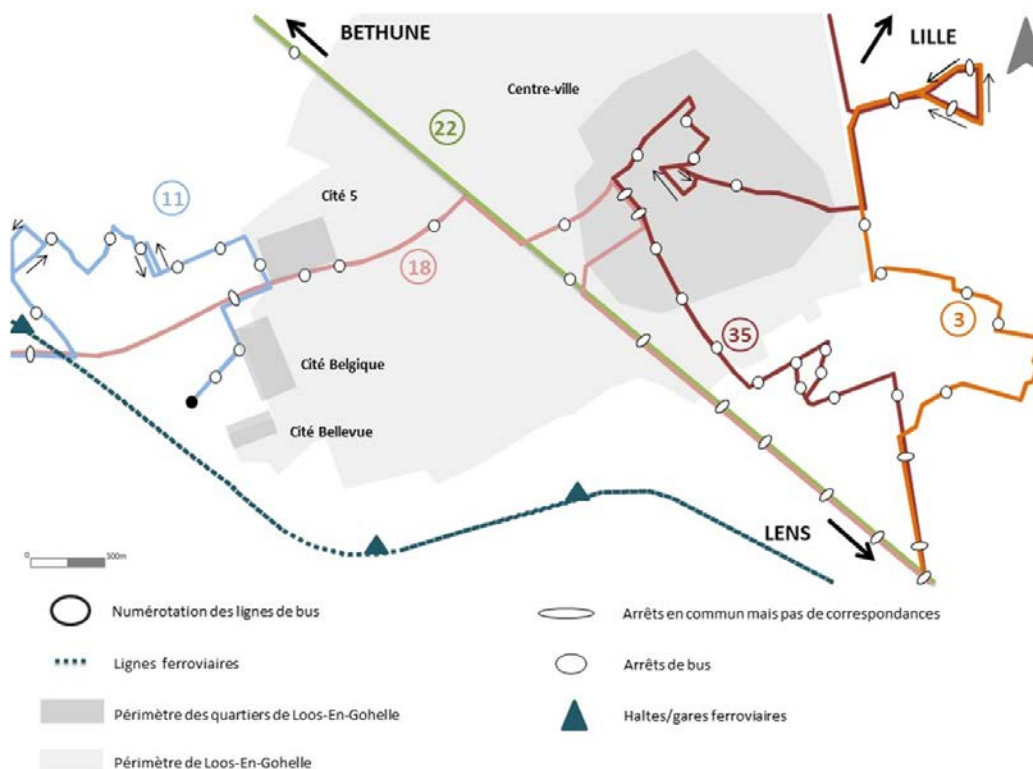 BETHUNE
LILLE
Centre-ville
22
11
Cité 5
18
35
3
Cité Belgique
Cité Bellevue
LENS
0 500m
Numérotation des lignes de bus
Arrêts en commun mais pas de correspondances
Lignes ferroviaires
Arrêts de bus
Périmètre des quartiers de Loos-En-Gohelle
Haltes/gares ferroviaires
Périmètre de Loos-En-Gohelle